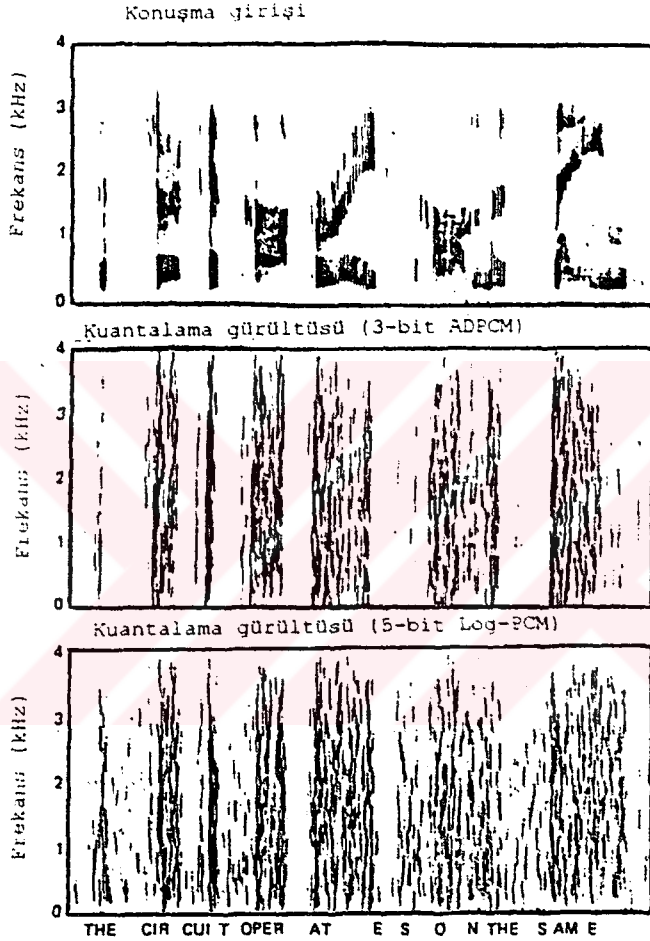 Konuşma girişi
4
3
2
1
0
Frekans (kHz)
Kuantalama gürültüsü (3-bit ADPCM)
4
3
2
1
0
Frekans (kHz)
Kuantalama gürültüsü (5-bit Log-PCM)
4
3
2
1
0
Frekans (kHz)
THE CIR CUI T OPER AT E S O N THE S AM E